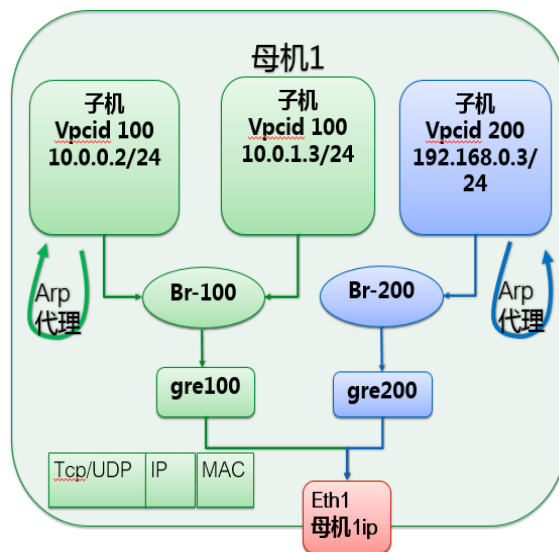 母机1
子机
Vpcid 100
10.0.0.2/24
子机
Vpcid 100
10.0.1.3/24
子机
Vpcid 200
192.168.0.3/
24
Arp
代理
Br-100
Br-200
Arp
代理
gre100
gre200
Tcp/UDP
IP
MAC
Eth1
母机1ip